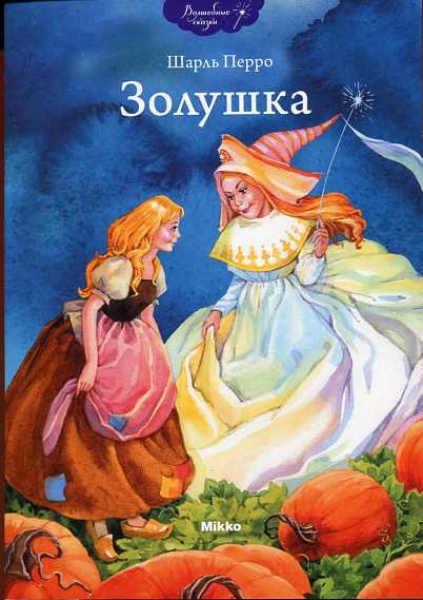 Волшебные
сказки
Шарль Перро
Золушка
Mikko